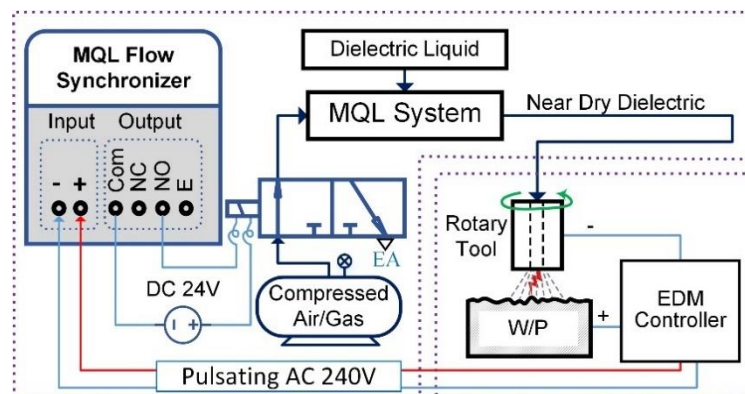 MQL Flow
Synchronizer
Input Output
- +
Com
NC
NO
E
Dielectric Liquid
MQL System
Near Dry Dielectric
EA
DC 24V
- +
Compressed
Air/Gas
Rotary
Tool
-
W/P
+
EDM
Controller
Pulsating AC 240V